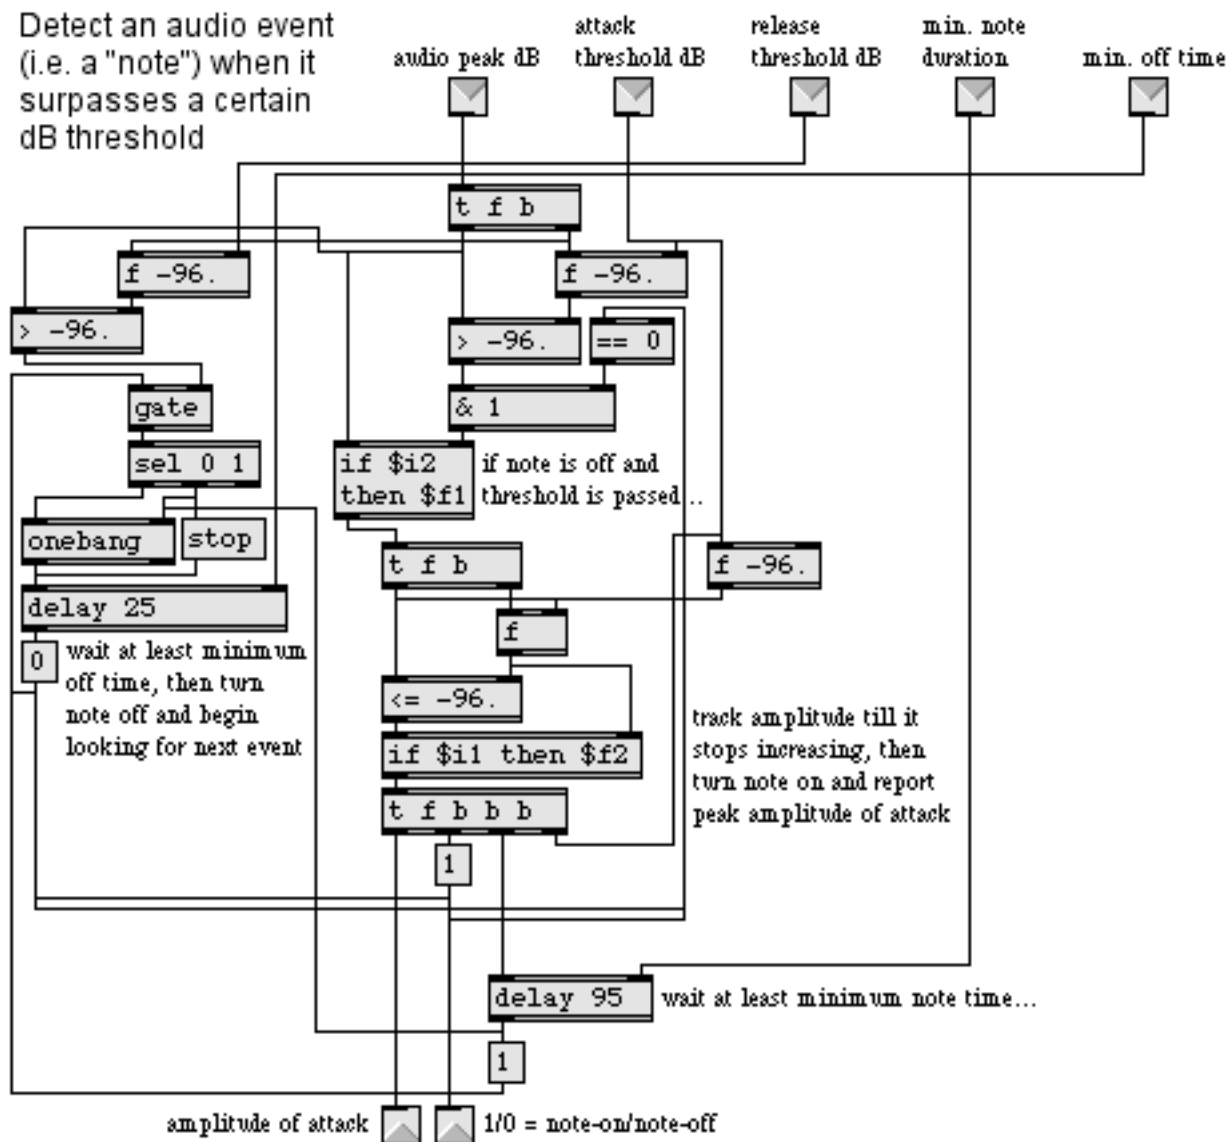 Detect an audio event
(i.e. a "note") when it
surpasses a certain
dB threshold
audio peak dB
attack
threshold dB
release
threshold dB
min. note
duration
min. off time
t f b
f -96.
f -96.
> -96.
> -96.
== 0
gate
& 1
sel 0 1
if $i2
then $f1
if note is off and
threshold is passed...
onebang
stop
t f b
f -96.
delay 25
f
0
wait at least minimum
off time, then turn
note off and begin
looking for next event
<= -96.
if $i1 then $f2
track amplitude till it
stops increasing, then
turn note on and report
peak amplitude of attack
t f b b b
1
delay 95
wait at least minimum note time...
1
amplitude of attack
1/0 = note-on/note-off